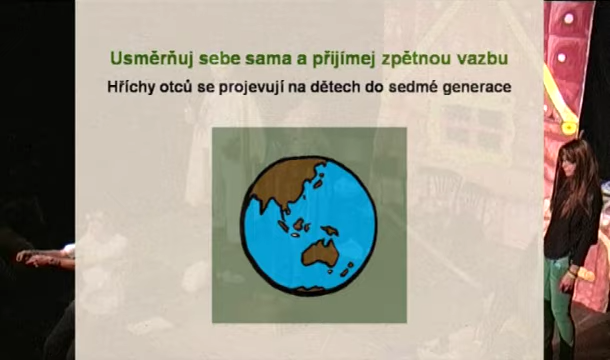 Usměrňuj sebe sama a přijímej zpětnou vazbu
Hříchy otců se projevují na dětech do sedmé generace